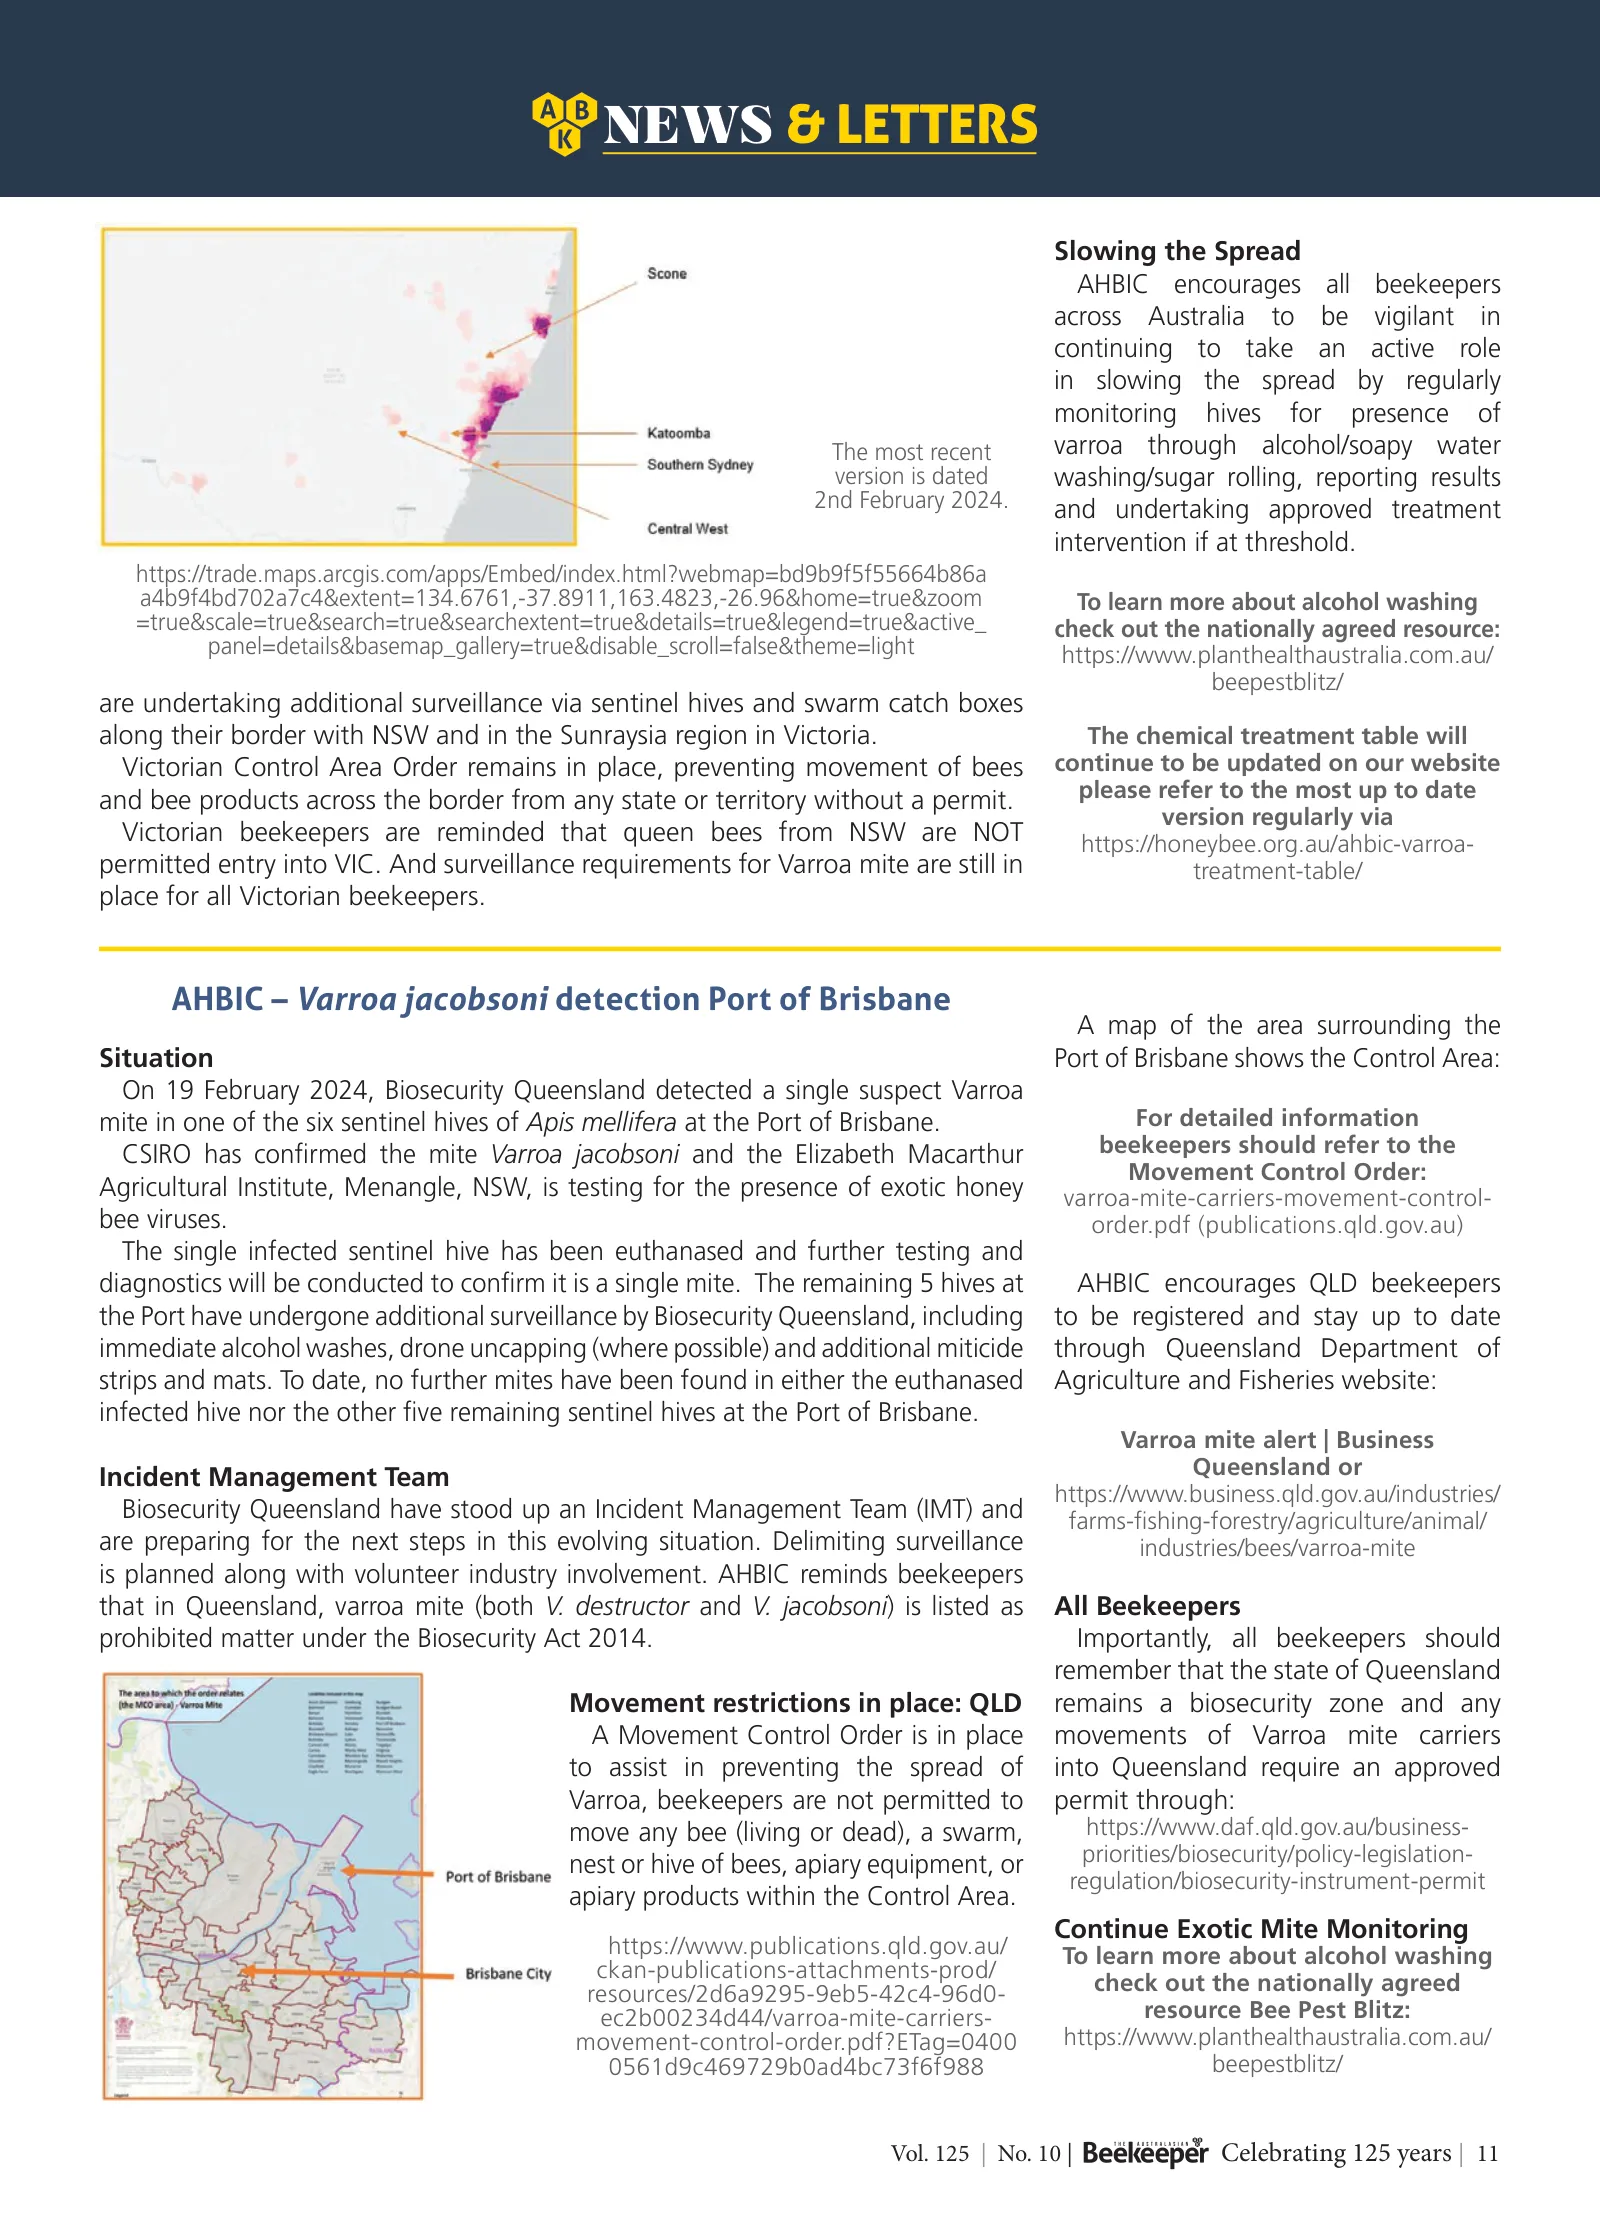 A B K NEWS & LETTERS
Scone
Katoomba
Southern Sydney
Central West
The most recent
version is dated
2nd February 2024.
https://trade.maps.arcgis.com/apps/Embed/index.html?webmap=bd9b9f5f55664b86a
a4b9f4bd702a7c4&extent=134.6761,-37.8911,163.4823,-26.96&home=true&zoom
=true&scale=true&search=true&searchextent=true&details=true&legend=true&active_
panel=details&basemap_gallery=true&disable_scroll=false&theme=light
are undertaking additional surveillance via sentinel hives and swarm catch boxes
along their border with NSW and in the Sunraysia region in Victoria.
Victorian Control Area Order remains in place, preventing movement of bees
and bee products across the border from any state or territory without a permit.
Victorian beekeepers are reminded that queen bees from NSW are NOT
permitted entry into VIC. And surveillance requirements for Varroa mite are still in
place for all Victorian beekeepers.
Slowing the Spread
AHBIC encourages all beekeepers
across Australia to be vigilant in
continuing to take an active role
in slowing the spread by regularly
monitoring hives for presence of
varroa through alcohol/soapy water
washing/sugar rolling, reporting results
and undertaking approved treatment
intervention if at threshold.
To learn more about alcohol washing
check out the nationally agreed resource:
https://www.planthealthaustralia.com.au/
beepestblitz/
The chemical treatment table will
continue to be updated on our website
please refer to the most up to date
version regularly via
https://honeybee.org.au/ahbic-varroa-
treatment-table/
AHBIC – Varroa jacobsoni detection Port of Brisbane
Situation
On 19 February 2024, Biosecurity Queensland detected a single suspect Varroa
mite in one of the six sentinel hives of Apis mellifera at the Port of Brisbane.
CSIRO has confirmed the mite Varroa jacobsoni and the Elizabeth Macarthur
Agricultural Institute, Menangle, NSW, is testing for the presence of exotic honey
bee viruses.
The single infected sentinel hive has been euthanased and further testing and
diagnostics will be conducted to confirm it is a single mite.  The remaining 5 hives at
the Port have undergone additional surveillance by Biosecurity Queensland, including
immediate alcohol washes, drone uncapping (where possible) and additional miticide
strips and mats. To date, no further mites have been found in either the euthanased
infected hive nor the other five remaining sentinel hives at the Port of Brisbane.
Incident Management Team
Biosecurity Queensland have stood up an Incident Management Team (IMT) and
are preparing for the next steps in this evolving situation. Delimiting surveillance
is planned along with volunteer industry involvement. AHBIC reminds beekeepers
that in Queensland, varroa mite (both V. destructor and V. jacobsoni) is listed as
prohibited matter under the Biosecurity Act 2014.
The area to which the order relates
(the MCO area) - Varroa Mite
Port of Brisbane
Brisbane City
Movement restrictions in place: QLD
A Movement Control Order is in place
to assist in preventing the spread of
Varroa, beekeepers are not permitted to
move any bee (living or dead), a swarm,
nest or hive of bees, apiary equipment, or
apiary products within the Control Area.
https://www.publications.qld.gov.au/
ckan-publications-attachments-prod/
resources/2d6a9295-9eb5-42c4-96d0-
ec2b00234d44/varroa-mite-carriers-
movement-control-order.pdf?ETag=0400
0561d9c469729b0ad4bc73f6f988
A map of the area surrounding the
Port of Brisbane shows the Control Area:
For detailed information
beekeepers should refer to the
Movement Control Order:
varroa-mite-carriers-movement-control-
order.pdf (publications.qld.gov.au)
AHBIC encourages QLD beekeepers
to be registered and stay up to date
through Queensland Department of
Agriculture and Fisheries website:
Varroa mite alert | Business
Queensland or
https://www.business.qld.gov.au/industries/
farms-fishing-forestry/agriculture/animal/
industries/bees/varroa-mite
All Beekeepers
Importantly, all beekeepers should
remember that the state of Queensland
remains a biosecurity zone and any
movements of Varroa mite carriers
into Queensland require an approved
permit through:
https://www.daf.qld.gov.au/business-
priorities/biosecurity/policy-legislation-
regulation/biosecurity-instrument-permit
Continue Exotic Mite Monitoring
To learn more about alcohol washing
check out the nationally agreed
resource Bee Pest Blitz:
https://www.planthealthaustralia.com.au/
beepestblitz/
Vol. 125 | No. 10 | THE AUSTRALASIAN Beekeeper Celebrating 125 years | 11